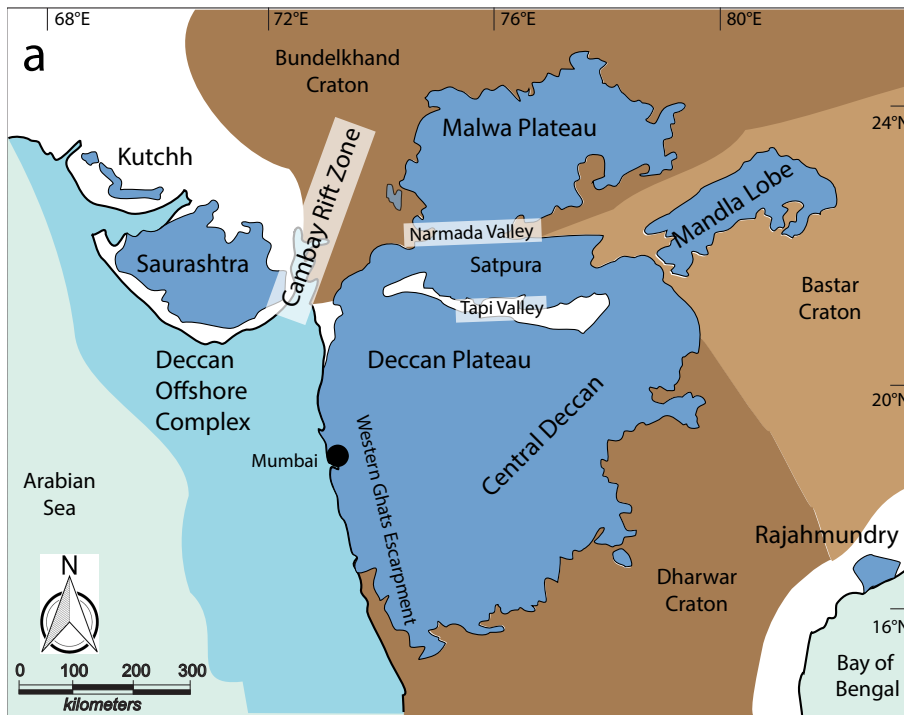 68°E
72°E
76°E
80°E
a
Bundelkhand
Craton
Malwa Plateau
24°N
Kutchh
Cambay Rift Zone
Mandla Lobe
Narmada Valley
Saurashtra
Satpura
Bastar
Craton
Tapi Valley
Deccan
Offshore
Complex
Deccan Plateau
20°N
Central Deccan
Mumbai
Western Ghats Escarpment
Arabian
Sea
Rajahmundry
N
Dharwar
Craton
16°N
0 100 200 300
kilometers
Bay of
Bengal